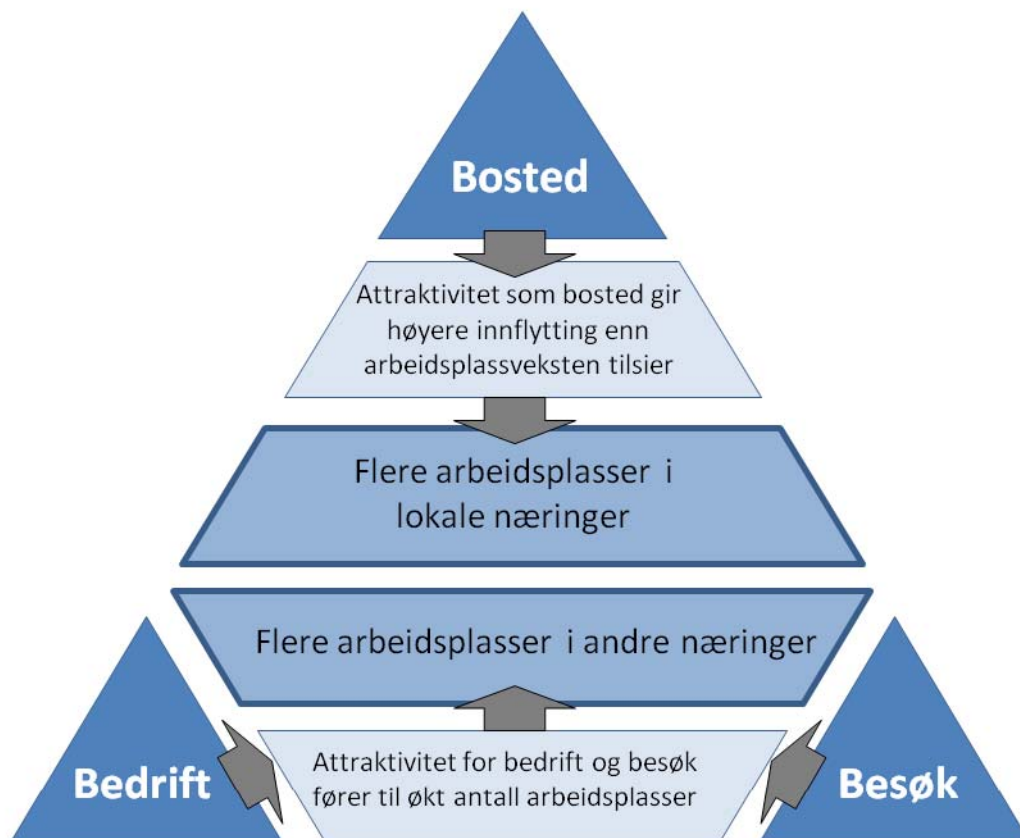 Bosted
Attraktivitet som bosted gir
høyere innflytting enn
arbeidsplassveksten tilsier
Flere arbeidsplasser i
lokale næringer
Flere arbeidsplasser i andre næringer
Attraktivitet for bedrift og besøk
fører til økt antall arbeidsplasser
Bedrift
Besøk